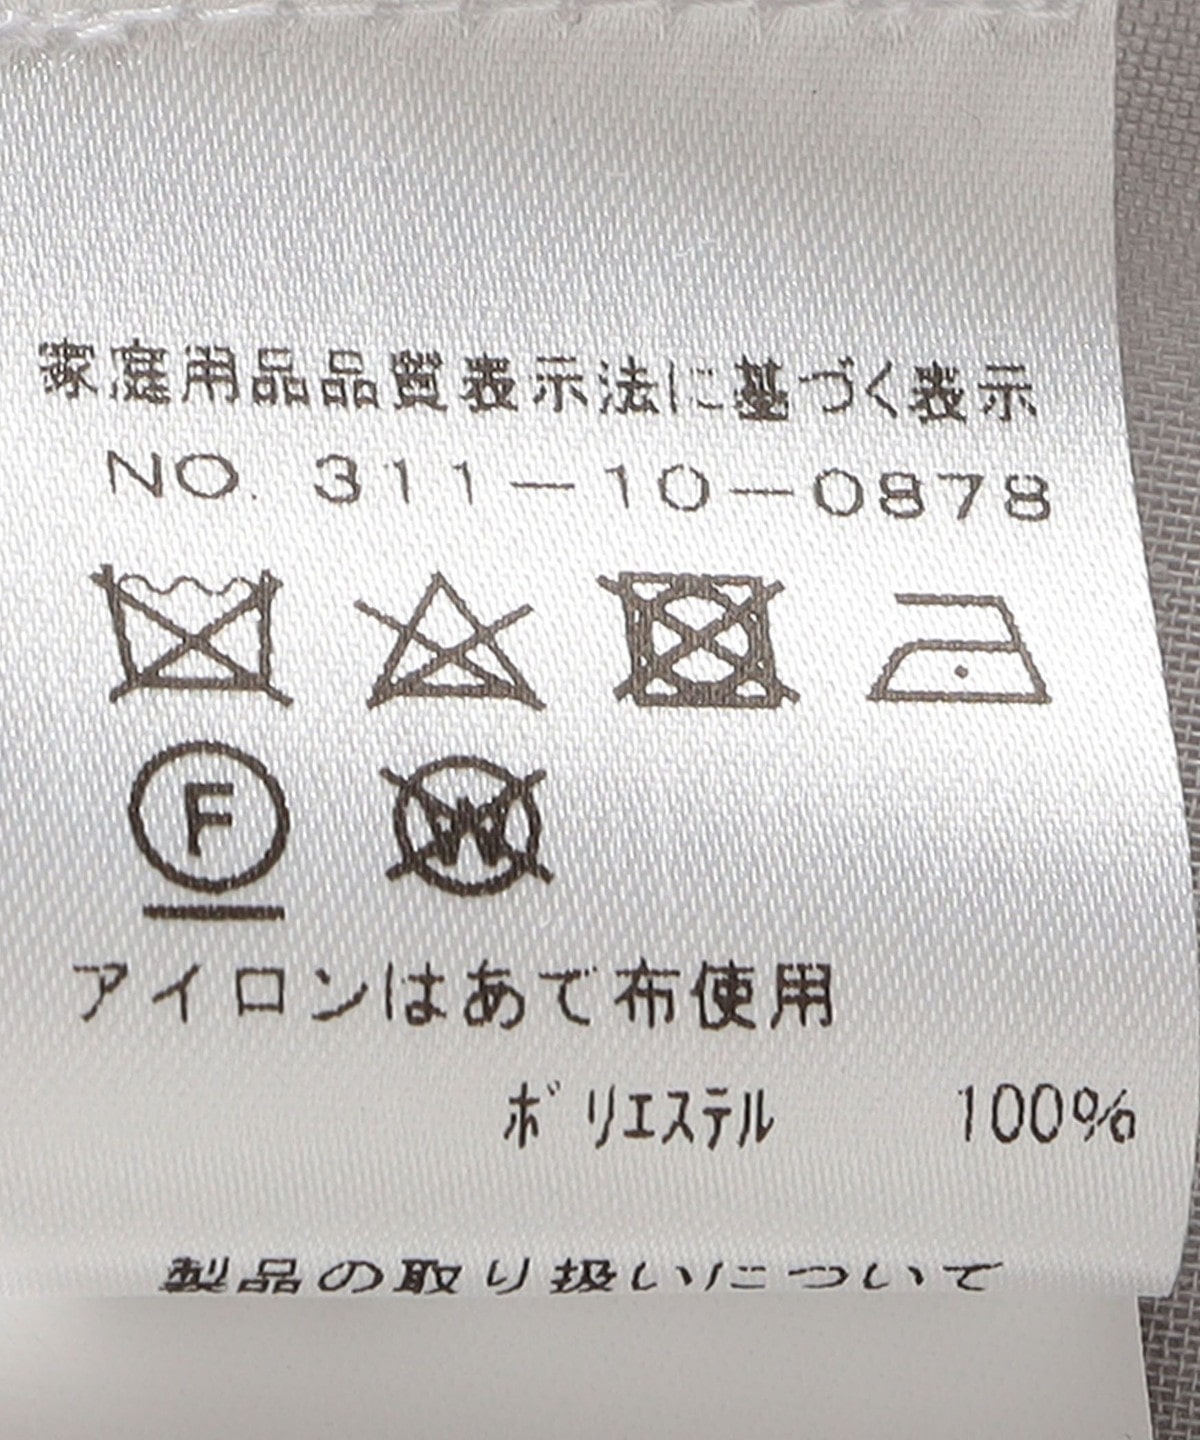 家庭用品品質表示法に基づく表示
NO. 311-10-0878
F
W
アイロンはあて布使用
ポリエステル 100%
製品の取り扱いについて